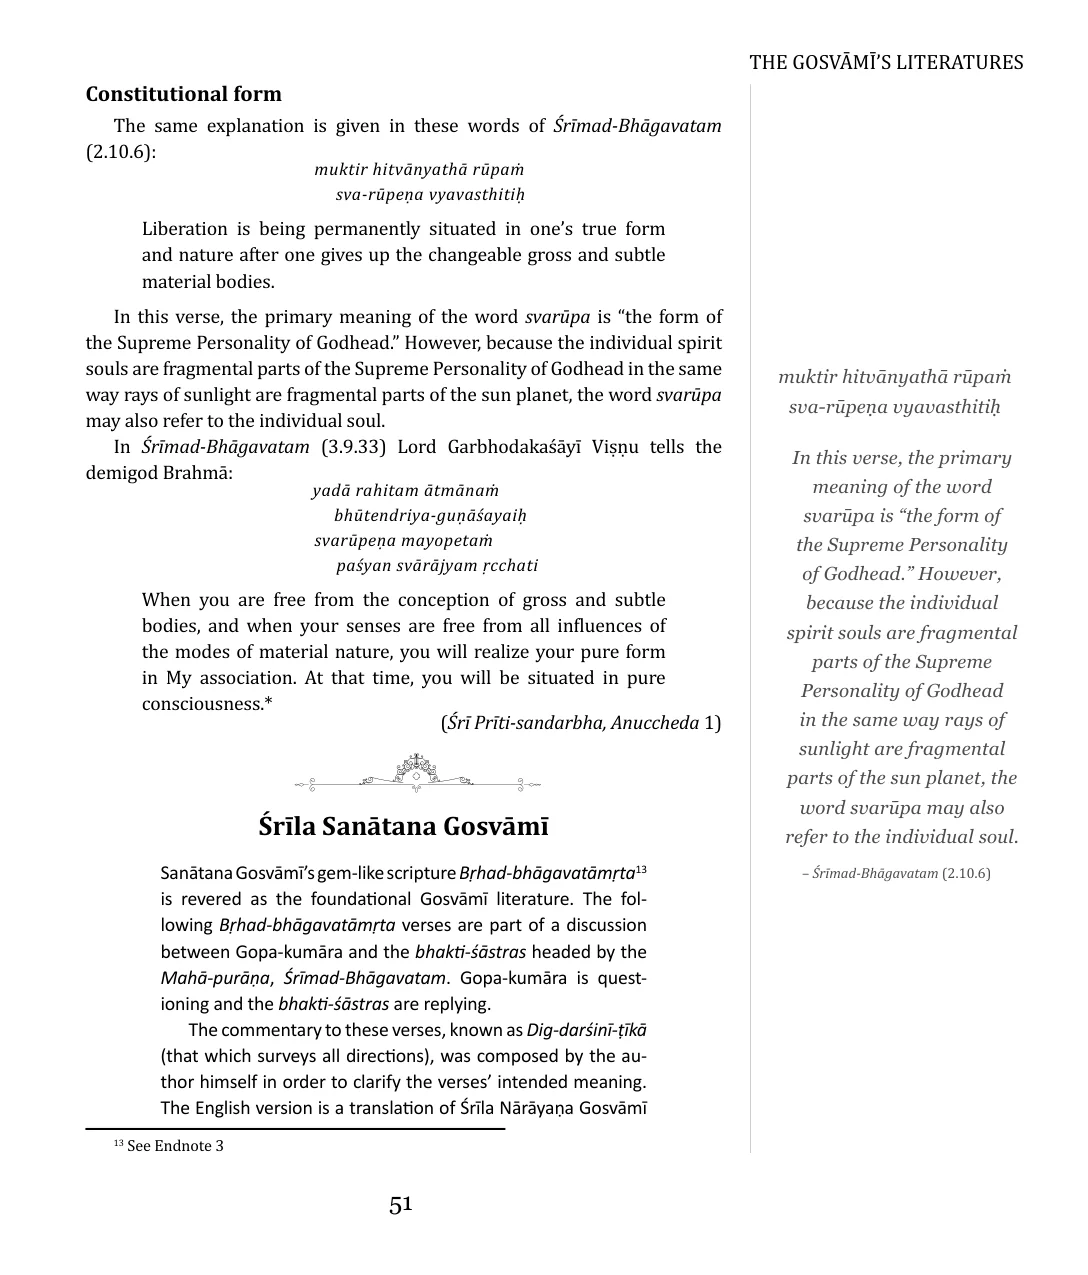 THE GOSVĀMĪ’S LITERATURES
Constitutional form
The same explanation is given in these words of Śrīmad-Bhāgavatam
(2.10.6):
muktir hitvānyathā rūpaṁ
sva-rūpeṇa vyavasthitiḥ
Liberation is being permanently situated in one’s true form
and nature after one gives up the changeable gross and subtle
material bodies.
In this verse, the primary meaning of the word svarūpa is “the form of
the Supreme Personality of Godhead.” However, because the individual spirit
souls are fragmental parts of the Supreme Personality of Godhead in the same
way rays of sunlight are fragmental parts of the sun planet, the word svarūpa
may also refer to the individual soul.
In Śrīmad-Bhāgavatam (3.9.33) Lord Garbhodakaśāyī Viṣṇu tells the
demigod Brahmā:
yadā rahitam ātmānaṁ
bhūtendriya-guṇāśayaiḥ
svarūpeṇa mayopetaṁ
paśyan svārājyam ṛcchati
When you are free from the conception of gross and subtle
bodies, and when your senses are free from all influences of
the modes of material nature, you will realize your pure form
in My association. At that time, you will be situated in pure
consciousness.*
(Śrī Prīti-sandarbha, Anuccheda 1)
Śrīla Sanātana Gosvāmī
Sanātana Gosvāmī’s gem-like scripture Bṛhad-bhāgavatāmṛta¹³
is revered as the foundational Gosvāmī literature. The fol-
lowing Bṛhad-bhāgavatāmṛta verses are part of a discussion
between Gopa-kumāra and the bhakti-śāstras headed by the
Mahā-purāṇa, Śrīmad-Bhāgavatam. Gopa-kumāra is quest-
ioning and the bhakti-śāstras are replying.
The commentary to these verses, known as Dig-darśinī-ṭīkā
(that which surveys all directions), was composed by the au-
thor himself in order to clarify the verses’ intended meaning.
The English version is a translation of Śrīla Nārāyaṇa Gosvāmī
¹³ See Endnote 3
51
muktir hitvānyathā rūpaṁ
sva-rūpeṇa vyavasthitiḥ
In this verse, the primary
meaning of the word
svarūpa is “the form of
the Supreme Personality
of Godhead.” However,
because the individual
spirit souls are fragmental
parts of the Supreme
Personality of Godhead
in the same way rays of
sunlight are fragmental
parts of the sun planet, the
word svarūpa may also
refer to the individual soul.
– Śrīmad-Bhāgavatam (2.10.6)